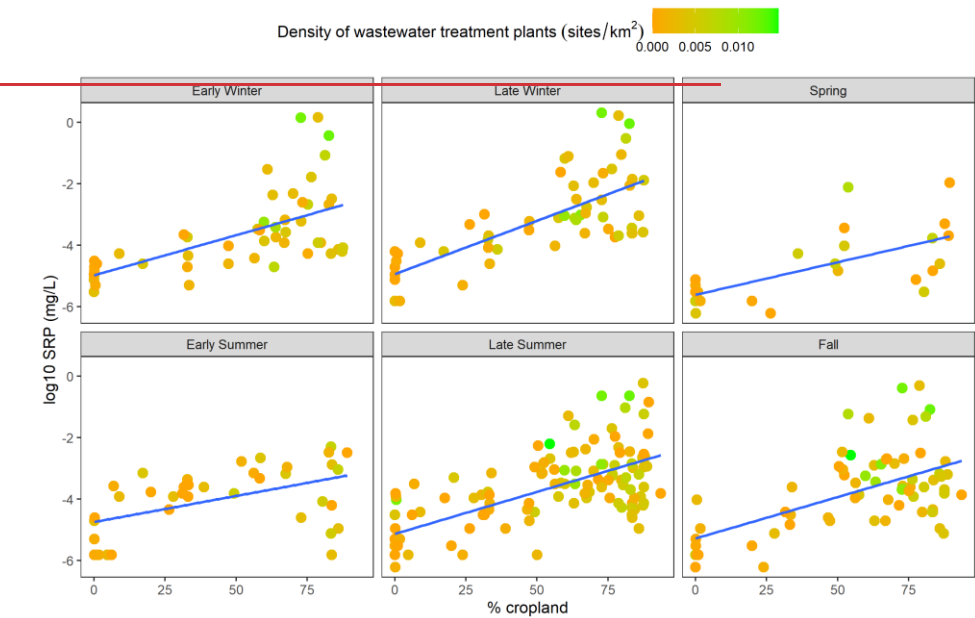 Density of wastewater treatment plants (sites/km²)
0.000 0.005 0.010
Early Winter
Late Winter
Spring
0
-2
-4
-6
Early Summer
Late Summer
Fall
0
-2
-4
-6
log10 SRP (mg/L)
0 25 50 75
0 25 50 75
0 25 50 75
% cropland